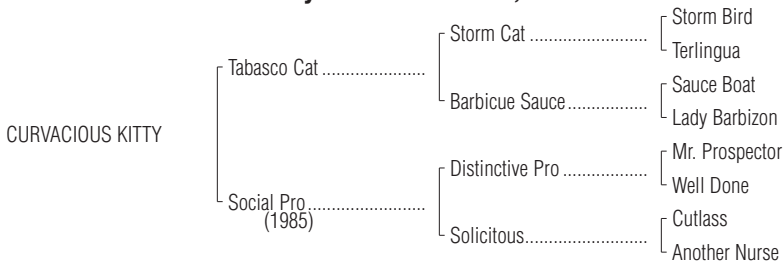 Storm Bird
Storm Cat ..............................
Terlingua
Tabasco Cat ..........................
Sauce Boat
Barbicue Sauce....................
Lady Barbizon
CURVACIOUS KITTY
Mr. Prospector
Distinctive Pro .....................
Well Done
Social Pro..............................
(1985)
Cutlass
Solicitous...............................
Another Nurse